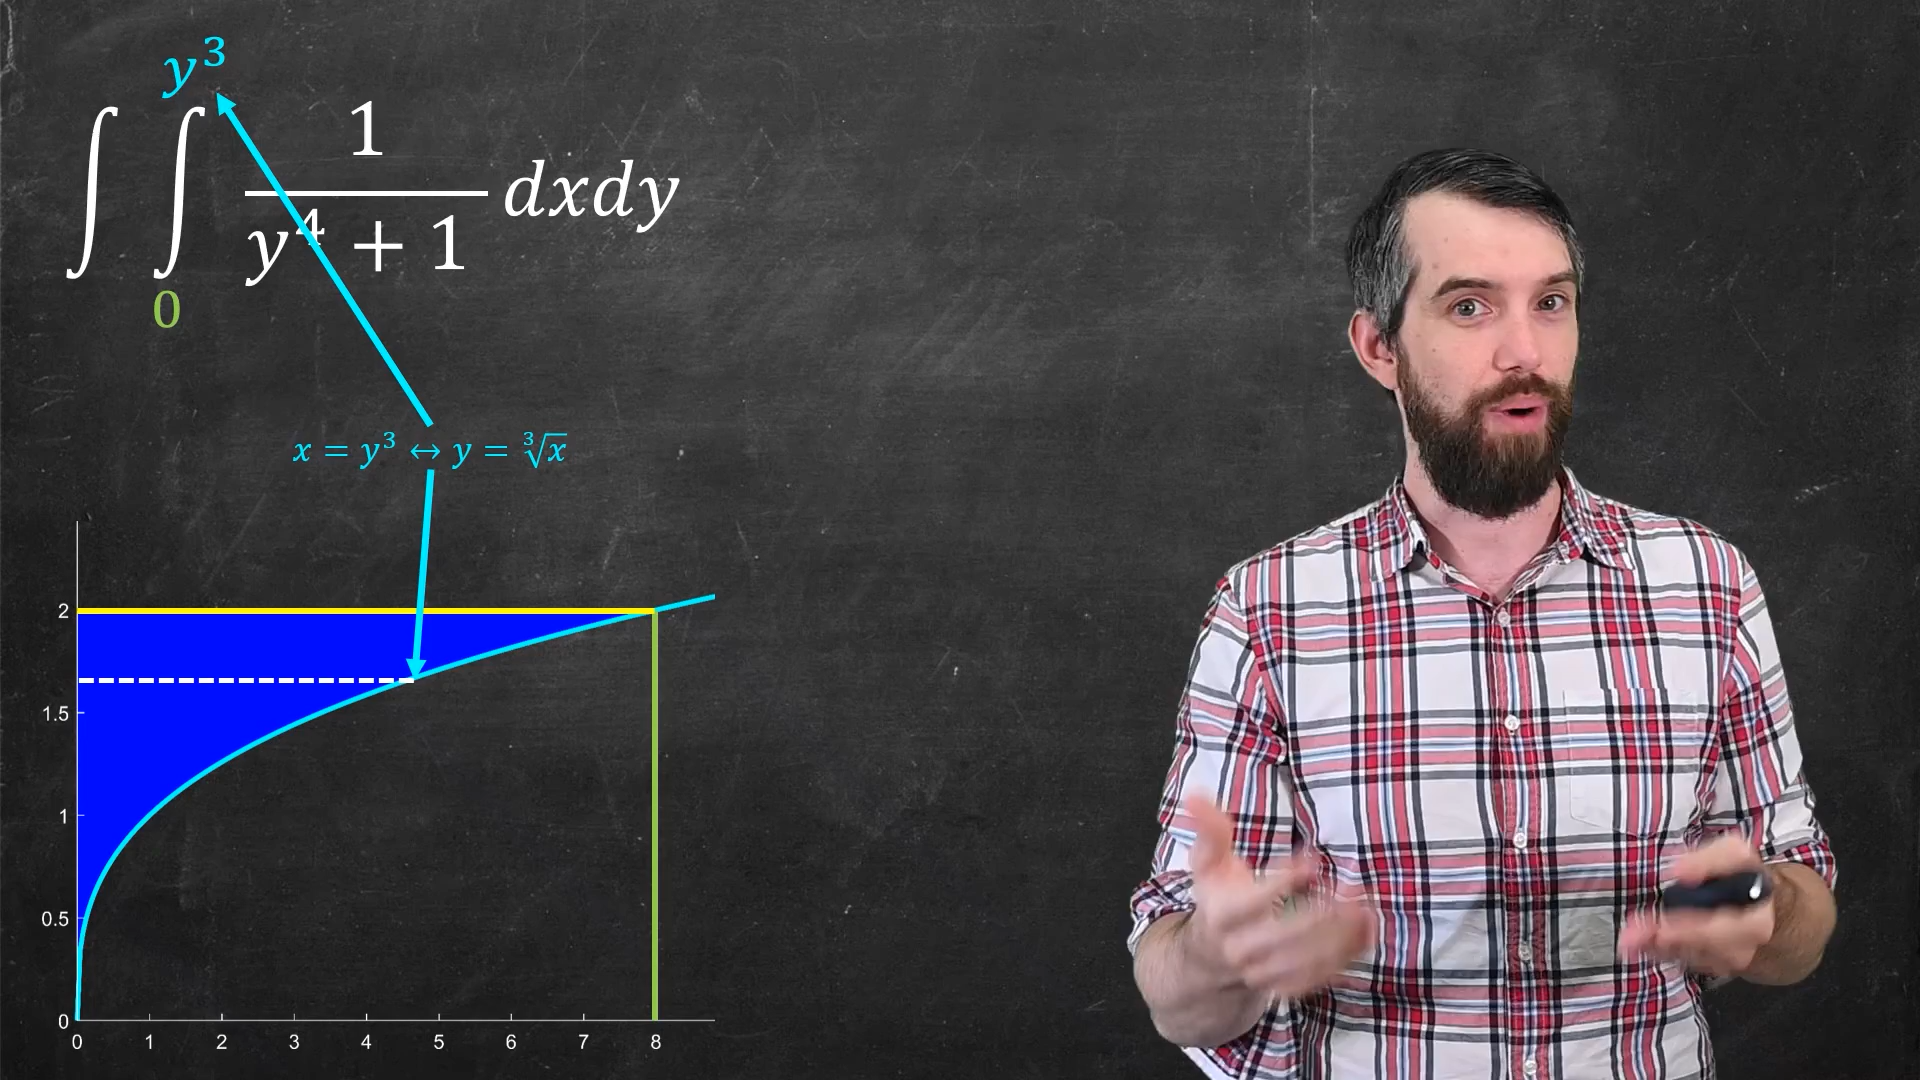 y³
∫ ∫ 1/(y⁴ + 1) dxdy
0
x = y³ ↔ y = ∛x
2
1.5
1
0.5
0
0 1 2 3 4 5 6 7 8